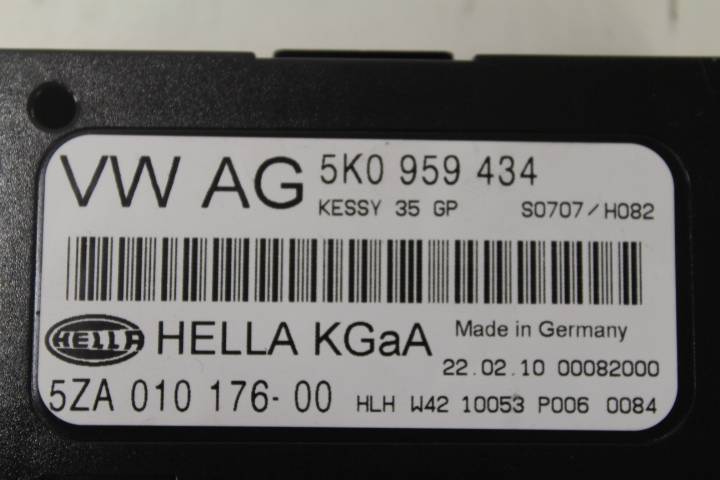 VW AG 5K0 959 434
KESSY 35 GP S0707/H082
HELLA HELLA KGaA Made in Germany
22.02.10 00082000
5ZA 010 176-00 HLH W42 10053 P006 0084